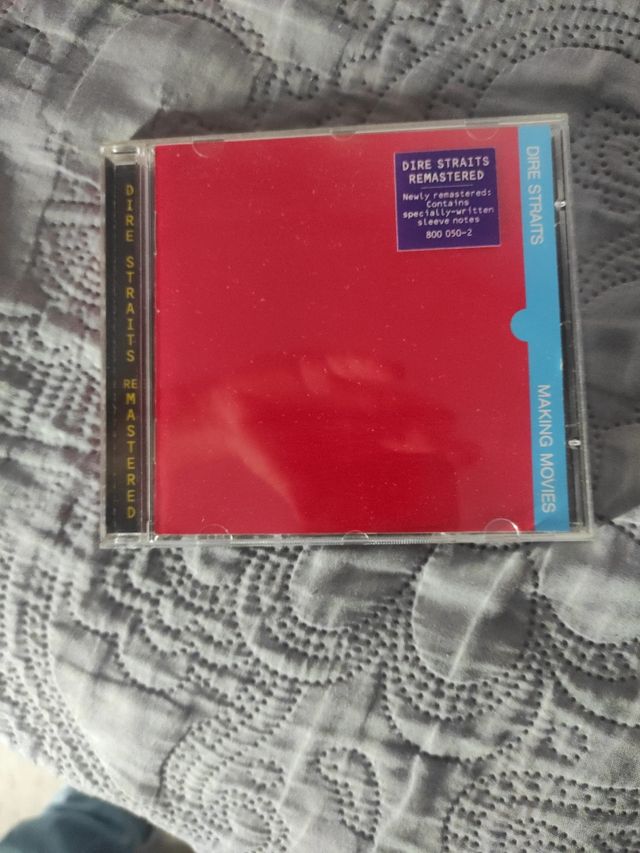 DIRE STRAITS REMASTERED
DIRE STRAITS
REMASTERED
Newly remastered:
Contains
specially-written
sleeve notes
800 050-2
DIRE STRAITS
MAKING MOVIES